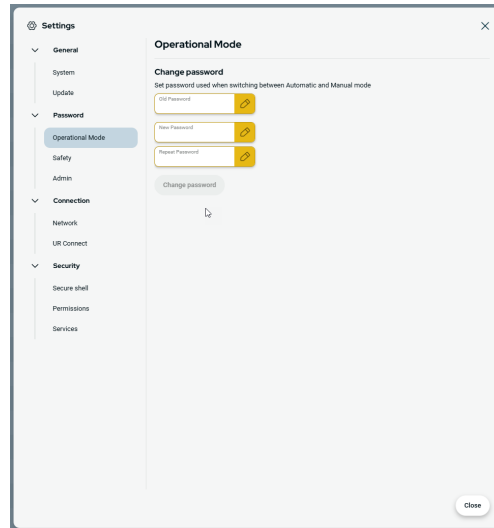 Settings
General
System
Update
Password
Operational Mode
Safety
Admin
Connection
Network
UR Connect
Security
Secure shell
Permissions
Services
Operational Mode
Change password
Set password used when switching between Automatic and Manual mode
Old Password
New Password
Repeat Password
Change password
Close